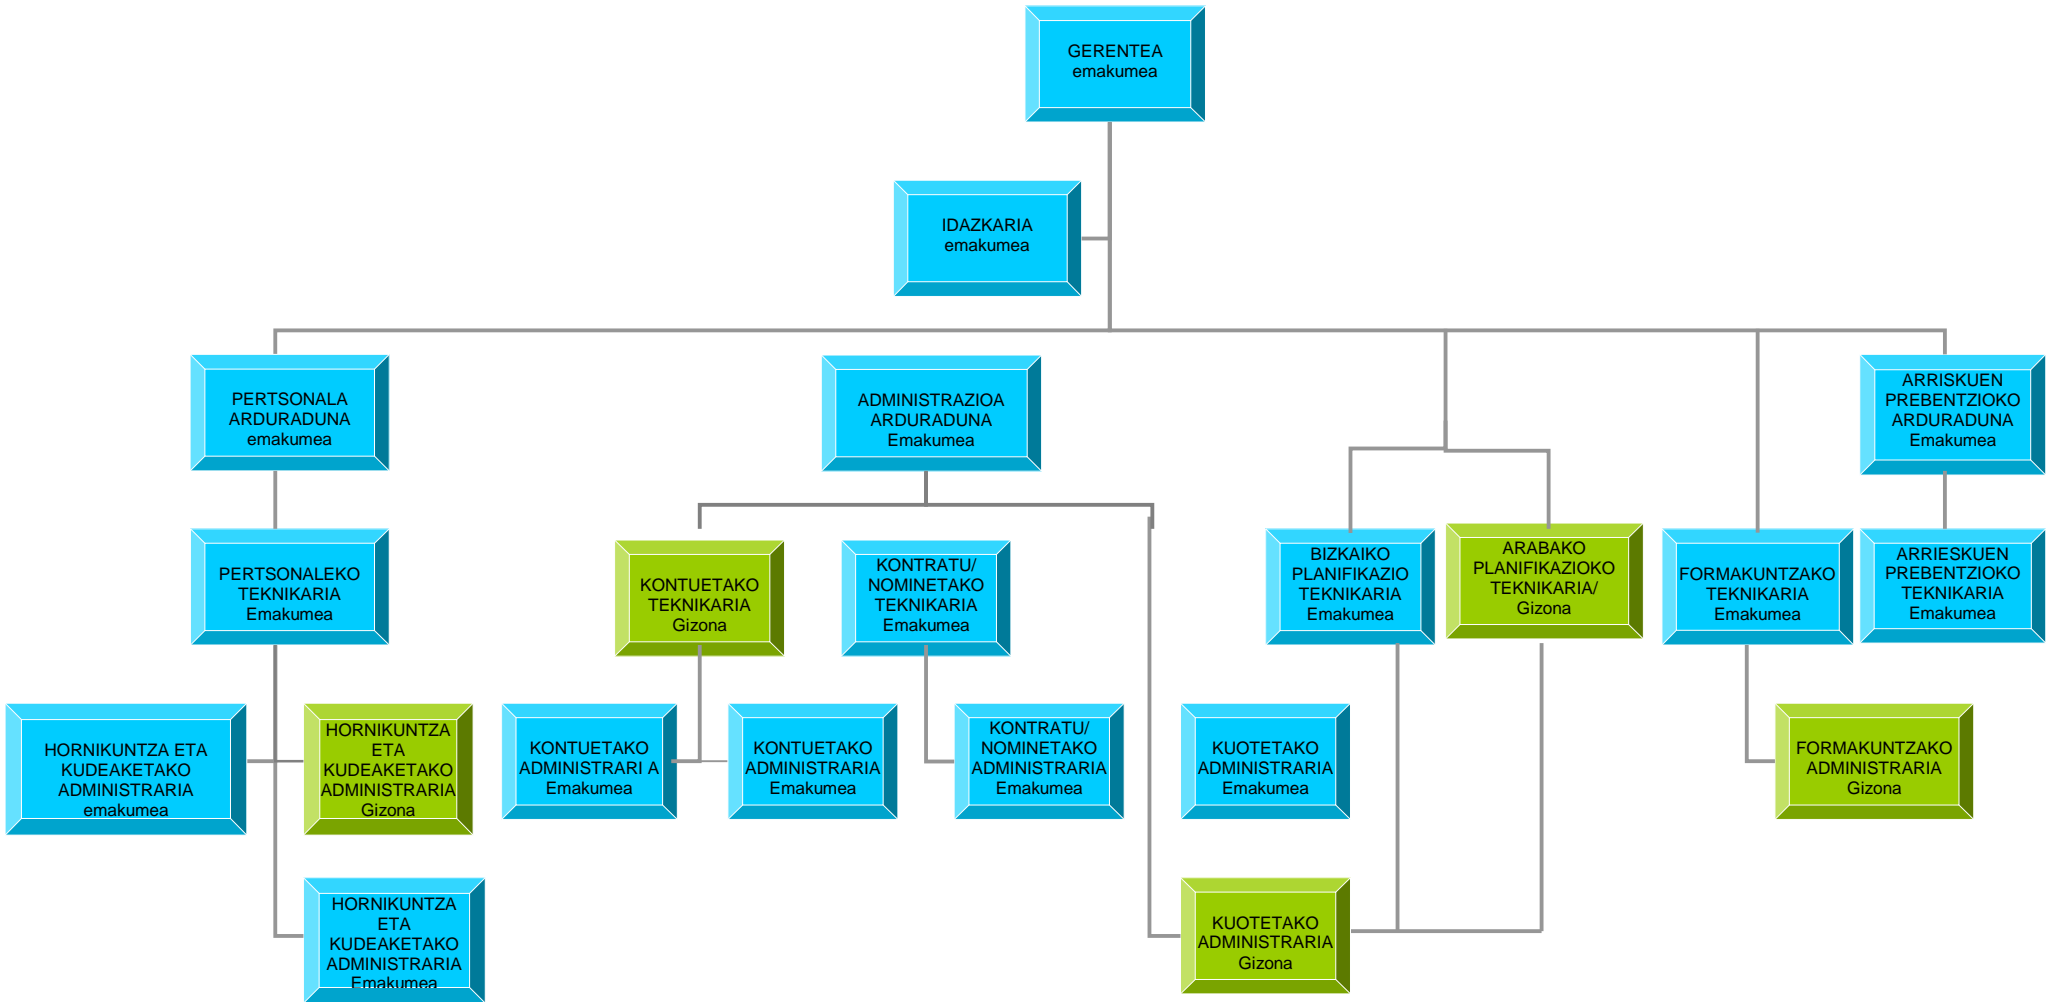 GERENTEA
emakumea
IDAZKARIA
emakumea
PERTSONALA
ARDURADUNA
emakumea
ADMINISTRAZIOA
ARDURADUNA
Emakumea
ARRISKUEN
PREBENTZIOKO
ARDURADUNA
Emakumea
PERTSONALEKO
TEKNIKARIA
Emakumea
KONTUETAKO
TEKNIKARIA
Gizona
KONTRATU/
NOMINETAKO
TEKNIKARIA
Emakumea
BIZKAIKO
PLANIFIKAZIO
TEKNIKARIA
Emakumea
ARABAKO
PLANIFIKAZIOKO
TEKNIKARIA/
Gizona
FORMAKUNTZAKO
TEKNIKARIA
Emakumea
ARRIESKUEN
PREBENTZIOKO
TEKNIKARIA
Emakumea
HORNIKUNTZA ETA
KUDEAKETAKO
ADMINISTRARIA
emakumea
HORNIKUNTZA
ETA
KUDEAKETAKO
ADMINISTRARIA
Gizona
KONTUETAKO
ADMINISTRARI A
Emakumea
KONTUETAKO
ADMINISTRARIA
Emakumea
KONTRATU/
NOMINETAKO
ADMINISTRARIA
Emakumea
KUOTETAKO
ADMINISTRARIA
Emakumea
FORMAKUNTZAKO
ADMINISTRARIA
Gizona
HORNIKUNTZA
ETA
KUDEAKETAKO
ADMINISTRARIA
Emakumea
KUOTETAKO
ADMINISTRARIA
Gizona